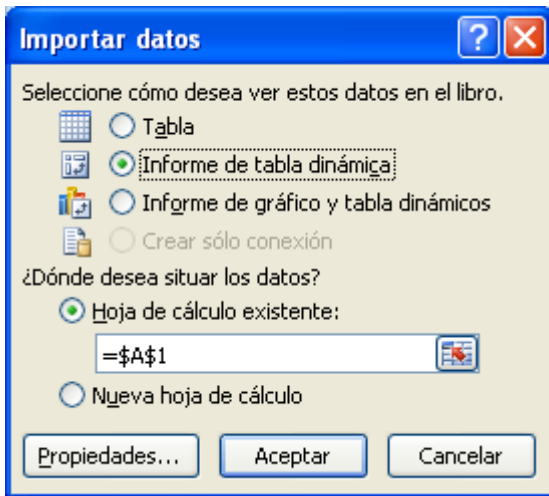 Importar datos
Seleccione cómo desea ver estos datos en el libro.
Tabla
Informe de tabla dinámica
Informe de gráfico y tabla dinámicos
Crear sólo conexión
¿Dónde desea situar los datos?
Hoja de cálculo existente:
=$A$1
Nueva hoja de cálculo
Propiedades... Aceptar Cancelar